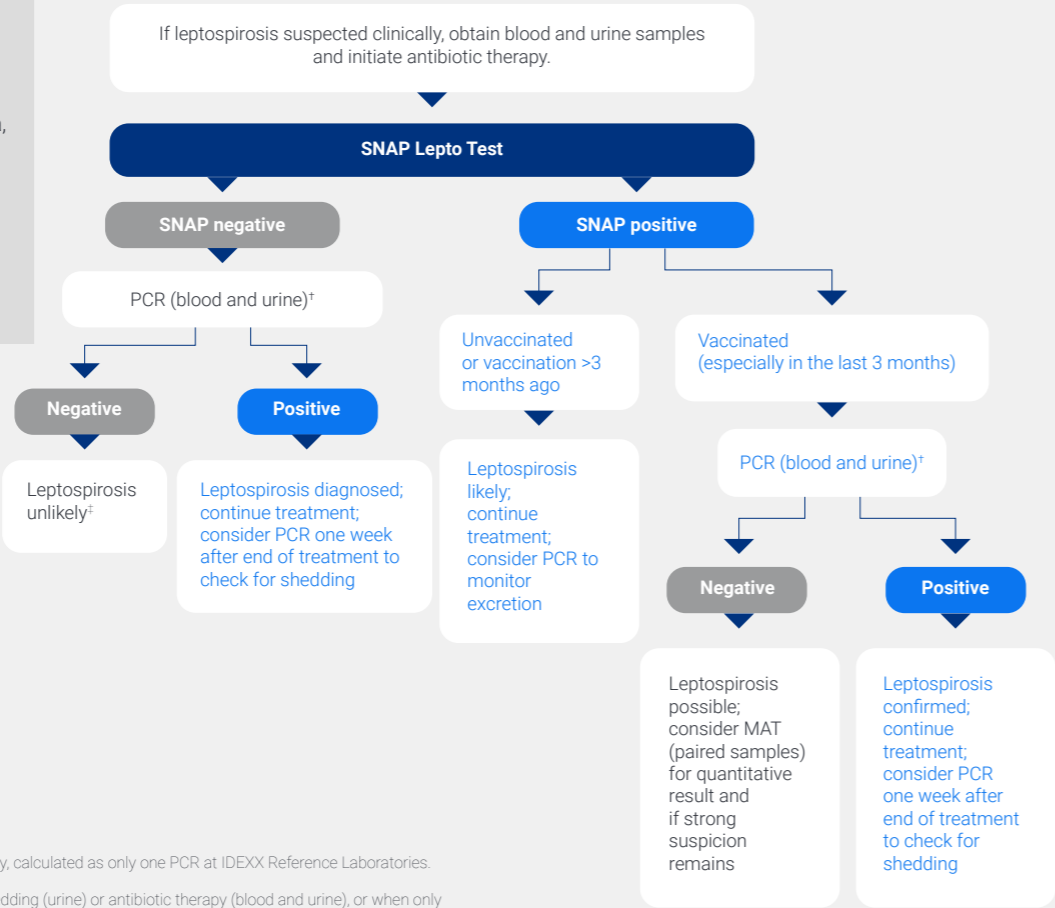 If leptospirosis suspected clinically, obtain blood and urine samples
and initiate antibiotic therapy.
SNAP Lepto Test
SNAP negative
SNAP positive
PCR (blood and urine)†
Unvaccinated
or vaccination >3
months ago
Vaccinated
(especially in the last 3 months)
Negative
Positive
Leptospirosis
unlikely‡
Leptospirosis diagnosed;
continue treatment;
consider PCR one week
after end of treatment to
check for shedding
Leptospirosis
likely;
continue
treatment;
consider PCR to
monitor
excretion
PCR (blood and urine)†
Negative
Positive
Leptospirosis
possible;
consider MAT
(paired samples)
for quantitative
result and
if strong
suspicion
remains
Leptospirosis
confirmed;
continue
treatment;
consider PCR
one week after
end of treatment
to check for
shedding
calculated as only one PCR at IDEXX Reference Laboratories.
(urine) or antibiotic therapy (blood and urine), or when only